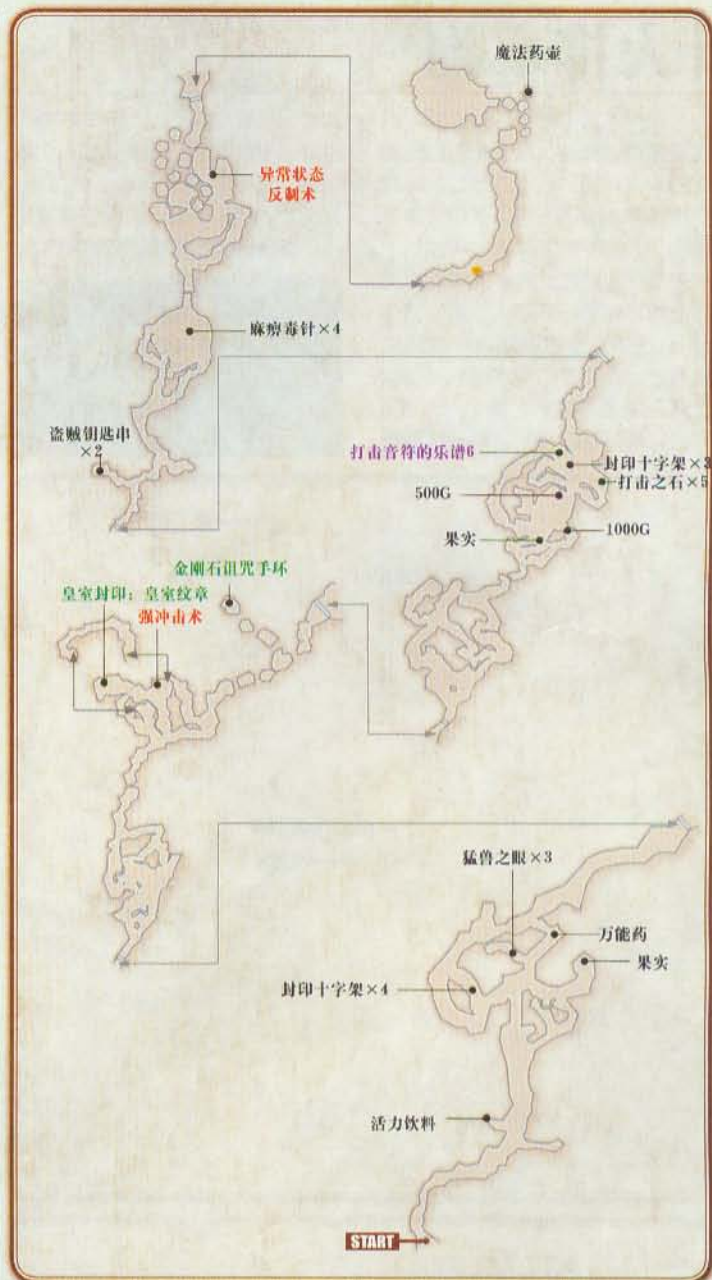 魔法药壶
异常状态
反制术
麻痹毒针×4
盗贼钥匙串
×2
打击音符的乐谱6
封印十字架×3
打击之石×5
500G
1000G
果实
金刚石诅咒手环
皇室封印：皇室纹章
强冲击术
猛兽之眼×3
万能药
果实
封印十字架×4
活力饮料
START